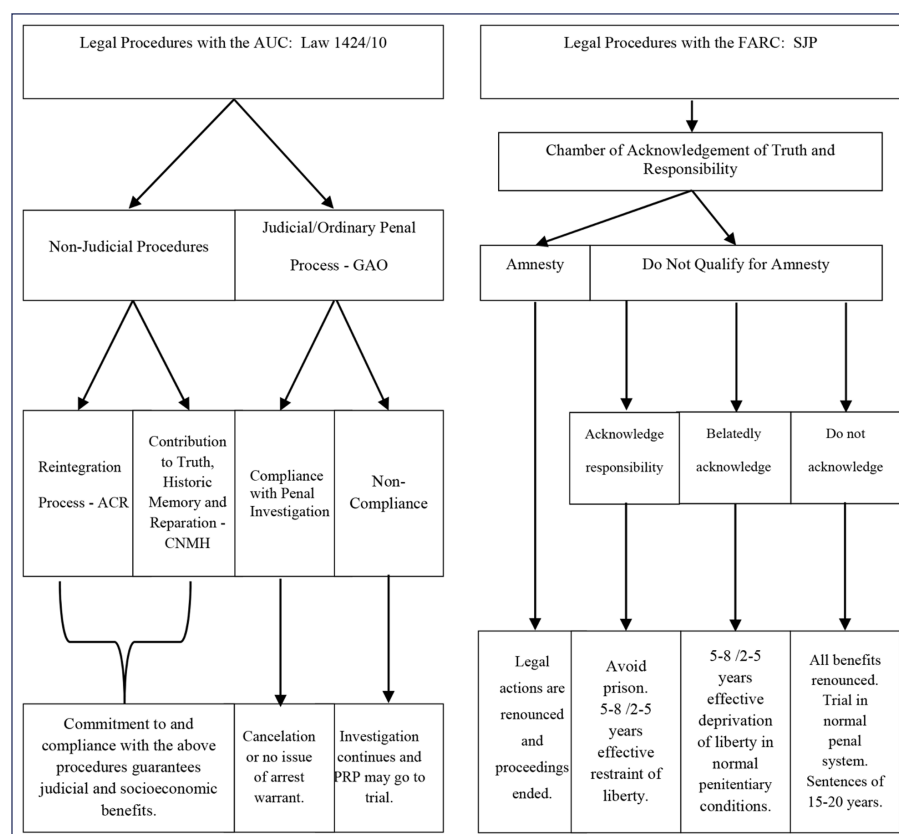 Legal Procedures with the AUC: Law 1424/10
Non-Judicial Procedures
Judicial/Ordinary Penal
Process - GAO
Reintegration
Process - ACR
Contribution
to Truth,
Historic
Memory and
Reparation -
CNMH
Compliance
with Penal
Investigation
Non-
Compliance
Commitment to and
compliance with the above
procedures guarantees
judicial and socioeconomic
benefits.
Cancelation
or no issue
of arrest
warrant.
Investigation
continues and
PRP may go to
trial.
Legal Procedures with the FARC: SJP
Chamber of Acknowledgement of Truth and
Responsibility
Amnesty
Do Not Qualify for Amnesty
Acknowledge
responsibility
Belatedly
acknowledge
Do not
acknowledge
Legal
actions are
renounced
and
proceedings
ended.
Avoid
prison.
5-8 /2-5
years
effective
restraint of
liberty.
5-8 /2-5
years
effective
deprivation
of liberty in
normal
penitentiary
conditions.
All benefits
renounced.
Trial in
normal
penal
system.
Sentences of
15-20 years.